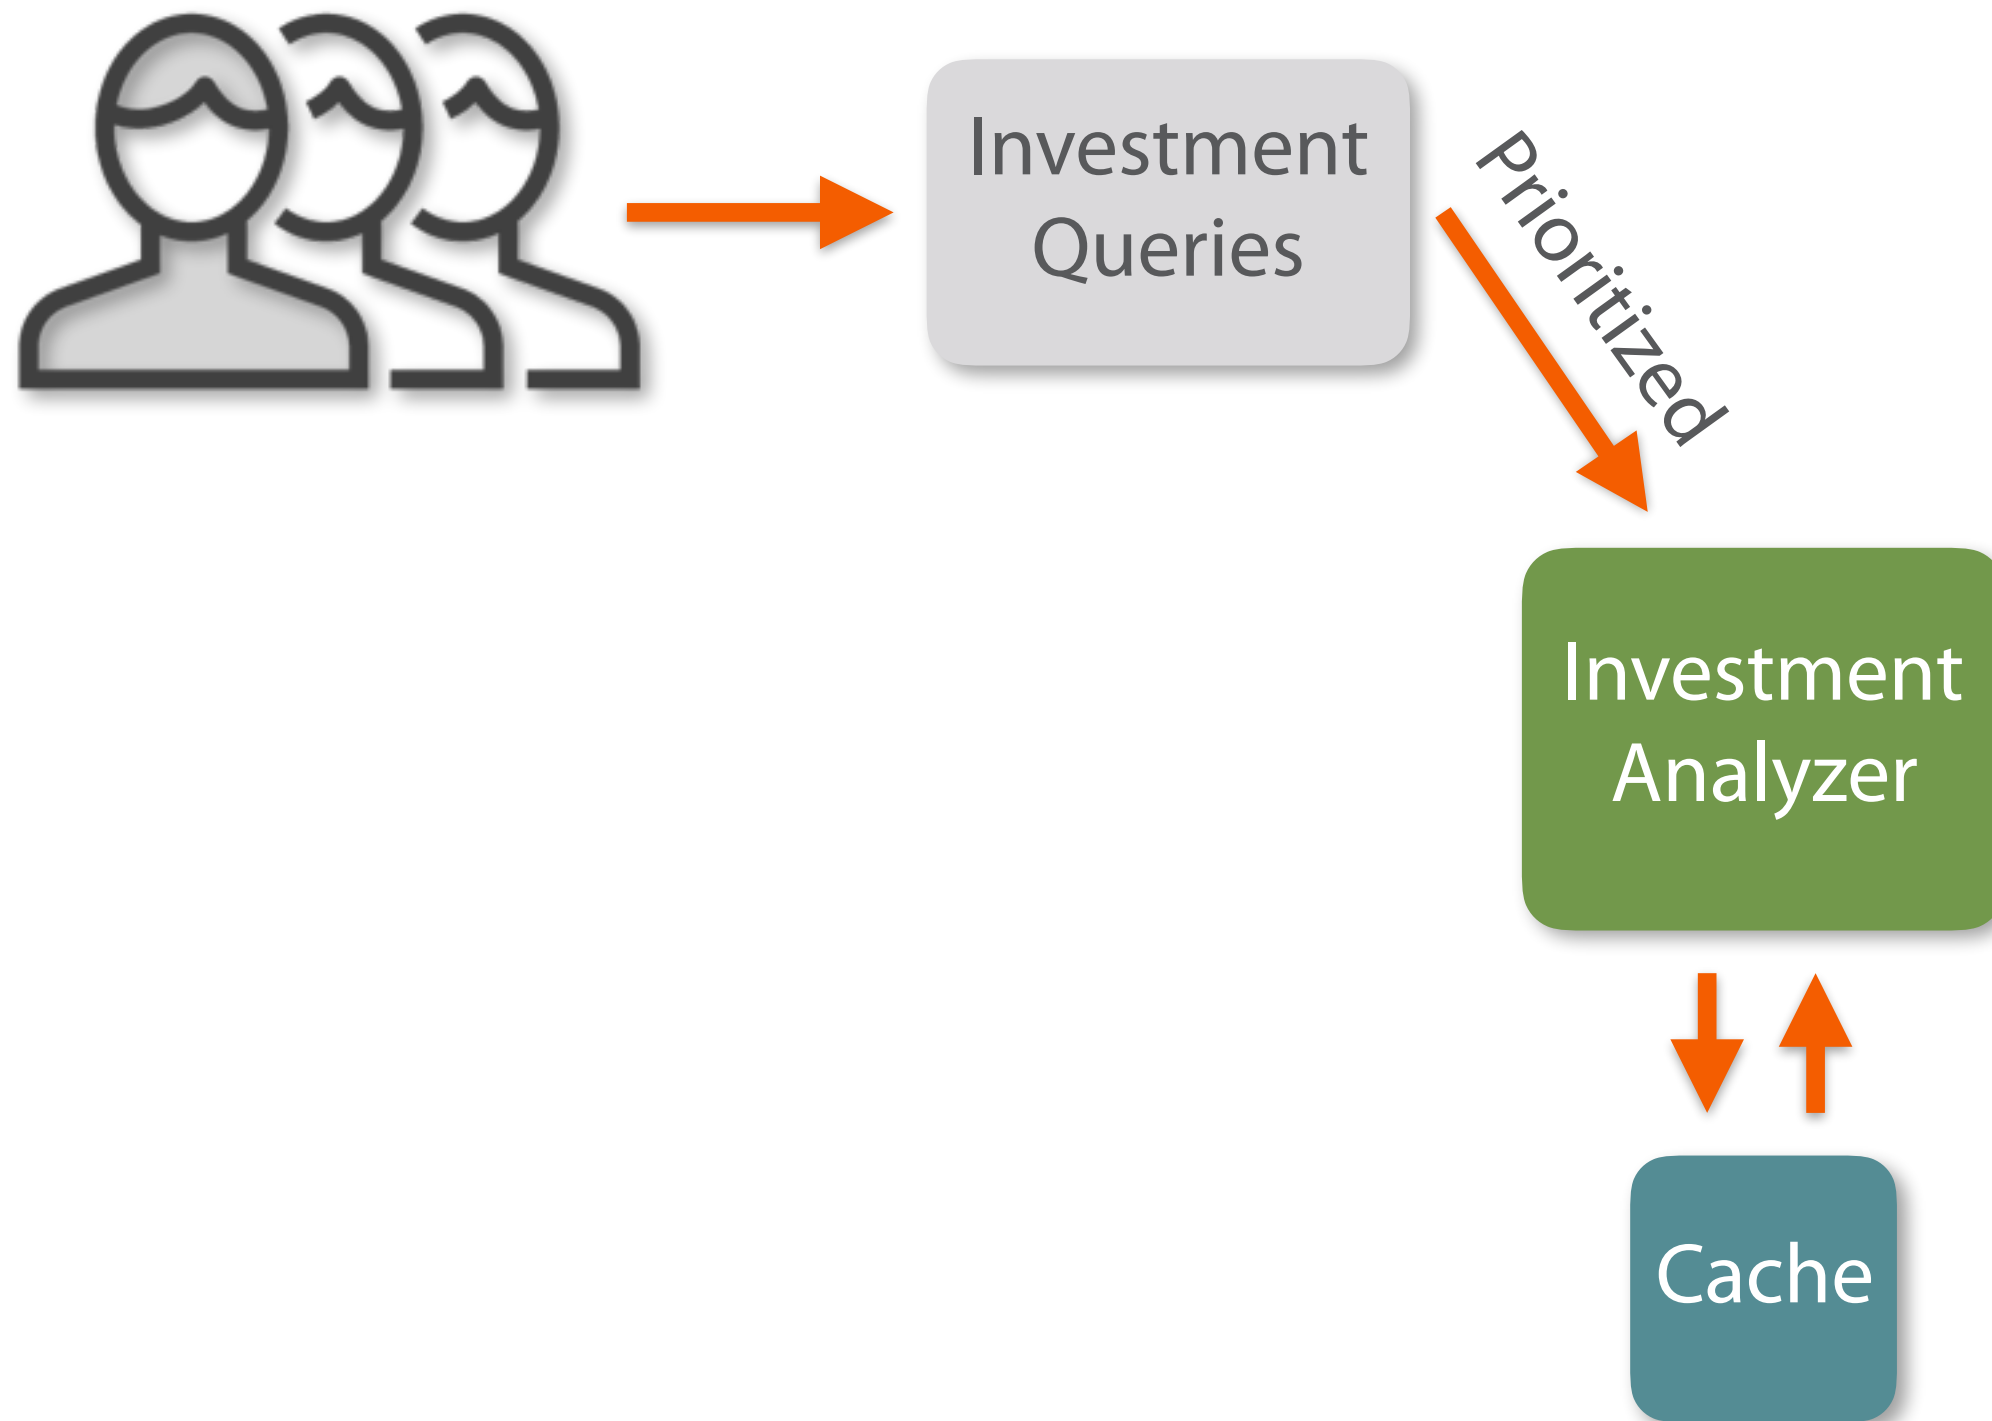 Investment
Queries
Prioritized
Investment
Analyzer
Cache